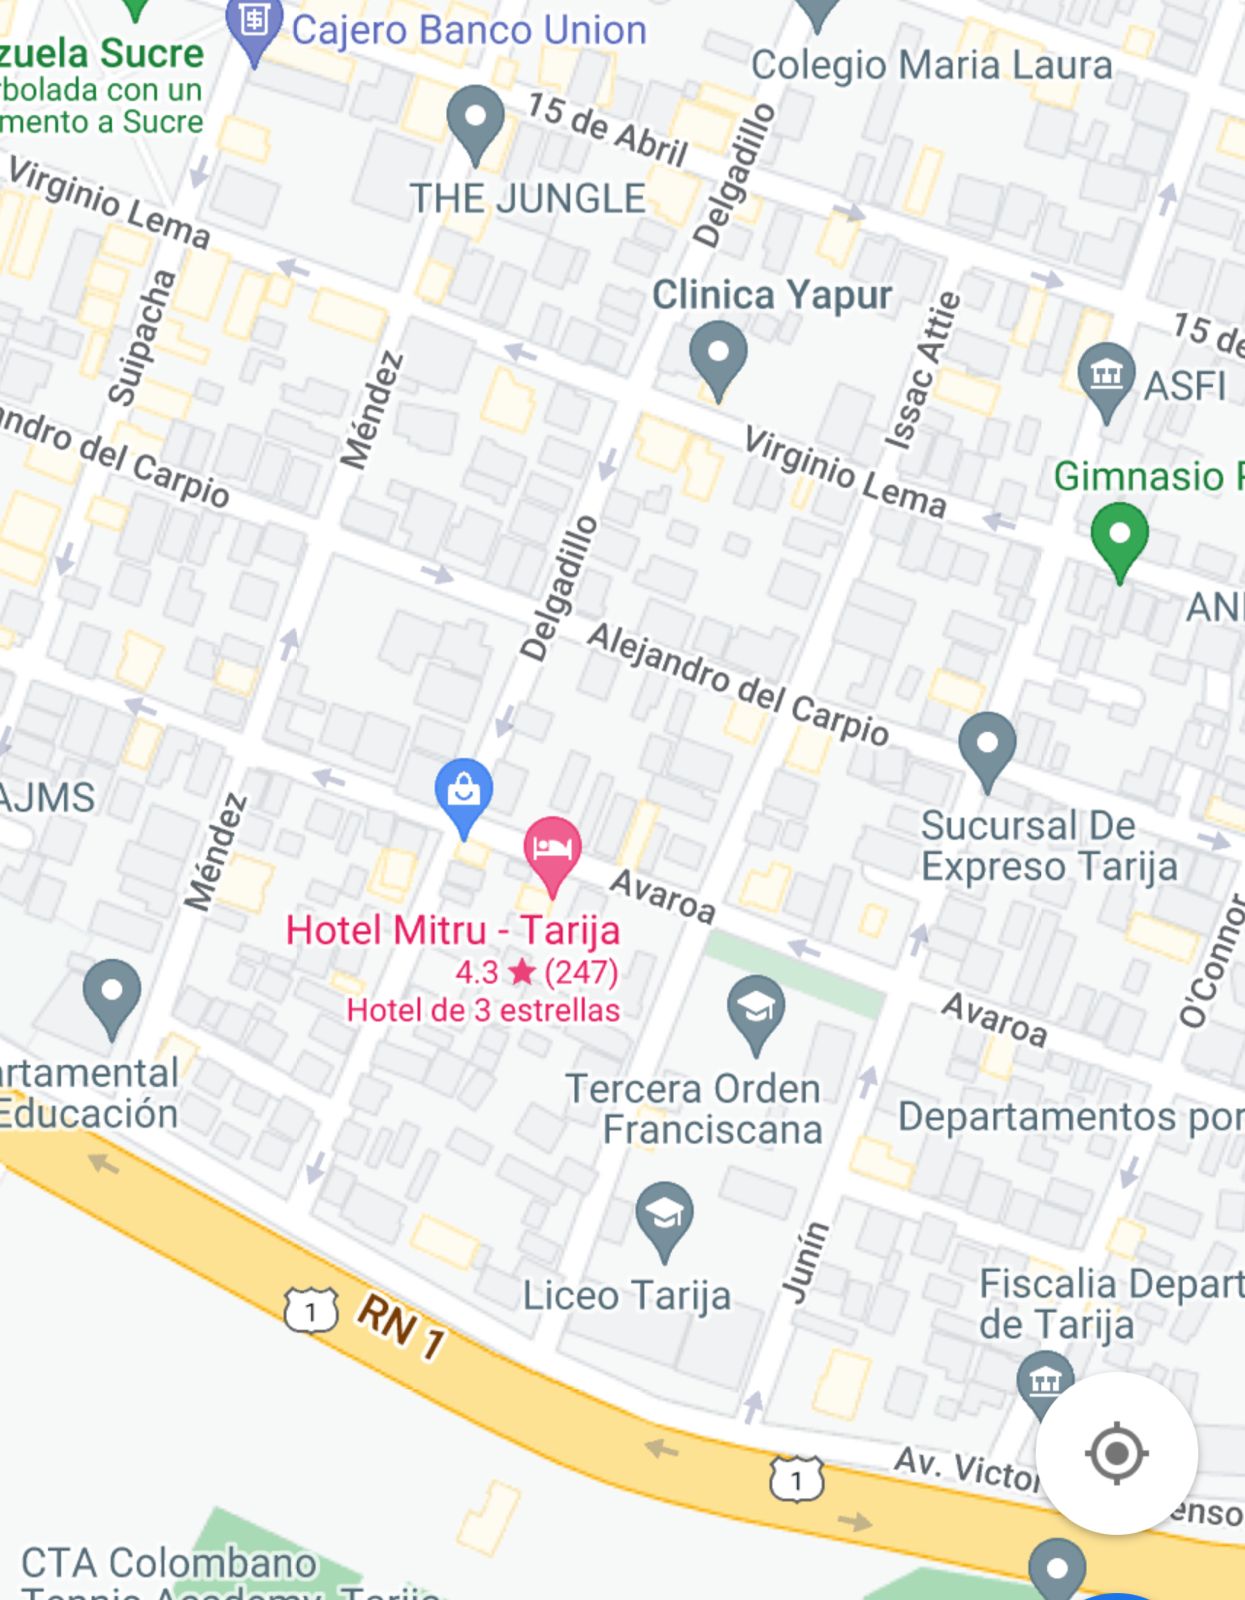 Cajero Banco Union
zuela Sucre
rbolada con un
mento a Sucre
Colegio Maria Laura
15 de Abril
Delgadillo
THE JUNGLE
Virginio Lema
Clinica Yapur
Suipacha
Issac Attie
15 de
ASFI
Méndez
andro del Carpio
Virginio Lema
Gimnasio P
Delgadillo
ANI
Alejandro del Carpio
AJMS
Méndez
Sucursal De
Expreso Tarija
Avaroa
Hotel Mitru - Tarija
4.3 ★ (247)
Hotel de 3 estrellas
O'Connor
Avaroa
artamental
Educación
Tercera Orden
Franciscana
Departamentos por
Junín
Liceo Tarija
Fiscalia Depart
de Tarija
1
RN 1
Av. Victor
enso
1
CTA Colombano
Tennis Academy, Tarija